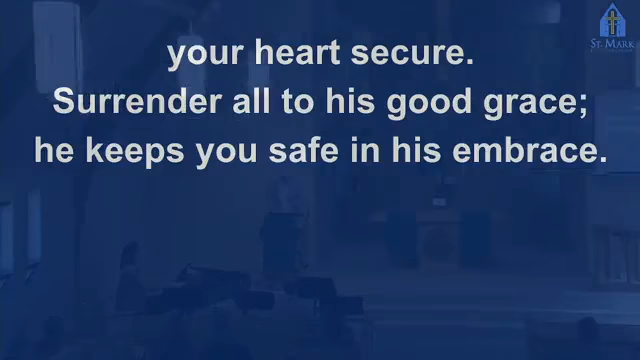 your heart secure.
Surrender all to his good grace;
he keeps you safe in his embrace.
St. Mark